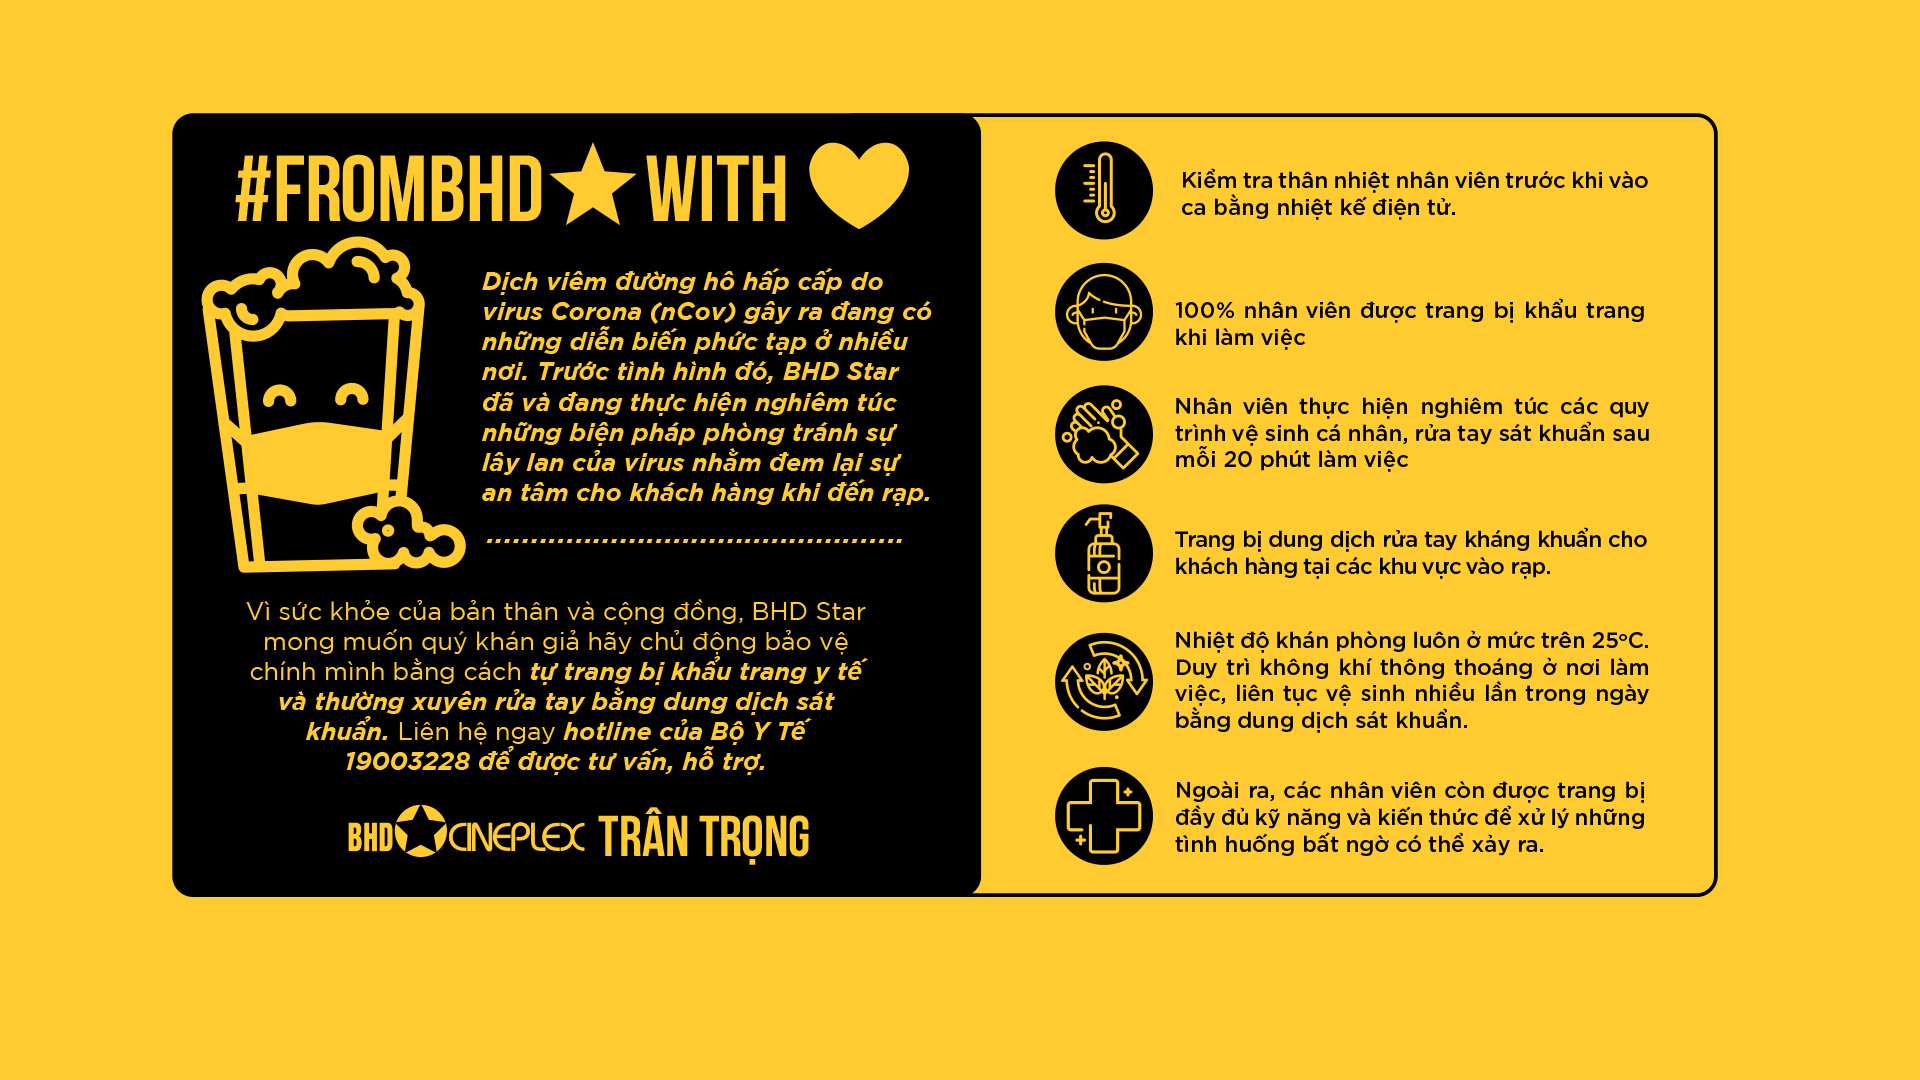 #FROMBHD★ WITH ♥
Dịch viêm đường hô hấp cấp do
virus Corona (nCov) gây ra đang có
những diễn biến phức tạp ở nhiều
nơi. Trước tình hình đó, BHD Star
đã và đang thực hiện nghiêm túc
những biện pháp phòng tránh sự
lây lan của virus nhằm đem lại sự
an tâm cho khách hàng khi đến rạp.
...............................................
Vì sức khỏe của bản thân và cộng đồng, BHD Star
mong muốn quý khán giả hãy chủ động bảo vệ
chính mình bằng cách tự trang bị khẩu trang y tế
và thường xuyên rửa tay bằng dung dịch sát
khuẩn. Liên hệ ngay hotline của Bộ Y Tế
19003228 để được tư vấn, hỗ trợ.
BHD★CINEPLEX TRÂN TRỌNG
Kiểm tra thân nhiệt nhân viên trước khi vào
ca bằng nhiệt kế điện tử.
100% nhân viên được trang bị khẩu trang
khi làm việc
Nhân viên thực hiện nghiêm túc các quy
trình vệ sinh cá nhân, rửa tay sát khuẩn sau
mỗi 20 phút làm việc
Trang bị dung dịch rửa tay kháng khuẩn cho
khách hàng tại các khu vực vào rạp.
Nhiệt độ khán phòng luôn ở mức trên 25°C.
Duy trì không khí thông thoáng ở nơi làm
việc, liên tục vệ sinh nhiều lần trong ngày
bằng dung dịch sát khuẩn.
Ngoài ra, các nhân viên còn được trang bị
đầy đủ kỹ năng và kiến thức để xử lý những
tình huống bất ngờ có thể xảy ra.